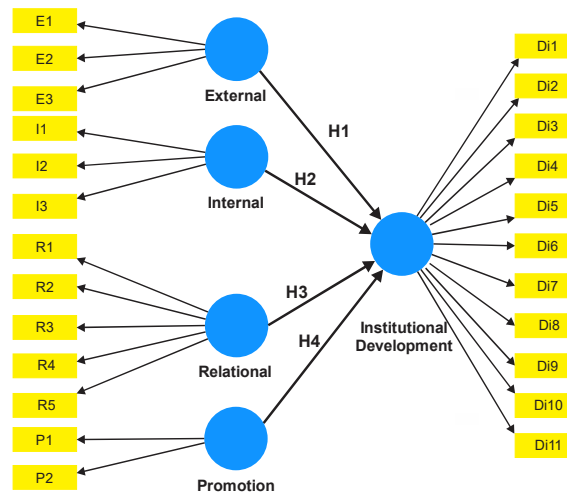 E1
E2
E3
External
I1
I2
I3
Internal
R1
R2
R3
R4
R5
Relational
P1
P2
Promotion
H1
H2
H3
H4
Institutional
Development
Di1
Di2
Di3
Di4
Di5
Di6
Di7
Di8
Di9
Di10
Di11